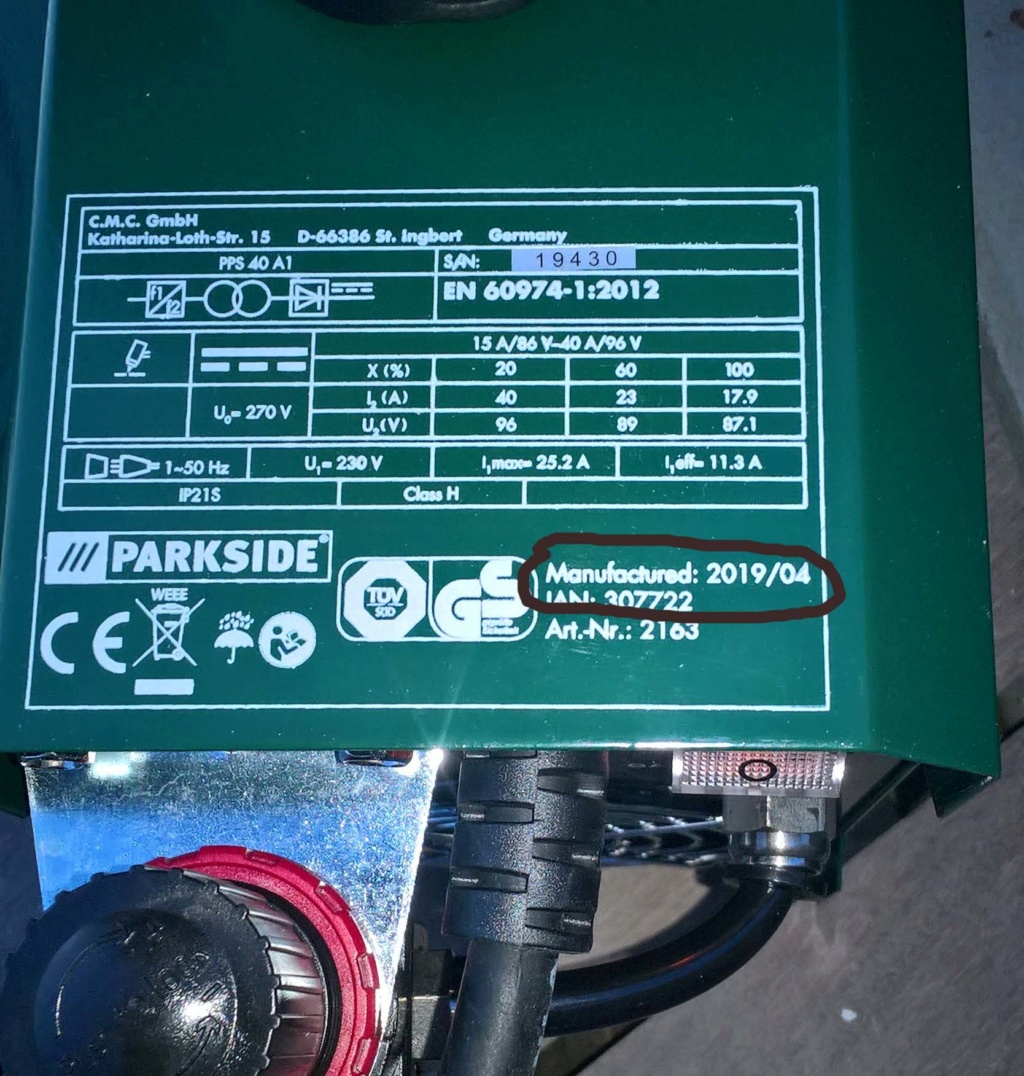 C.M.C. GmbH
Katharina-Loth-Str. 15 D-66386 St. Ingbert Germany
PPS 40 A1 S/N: 19430
f1 f2 EN 60974-1:2012
15 A/86 V–40 A/96 V
X (%) 20 60 100
U₀= 270 V I₂ (A) 40 23 17.9
U₂(V) 96 89 87.1
1~50 Hz U₁= 230 V I₁max= 25.2 A I₁eff= 11.3 A
IP21S Class H
/// PARKSIDE®
TÜV
SÜD
GS
Manufactured: 2019/04
IAN: 307722
Art.-Nr.: 2163
WEEE
CE